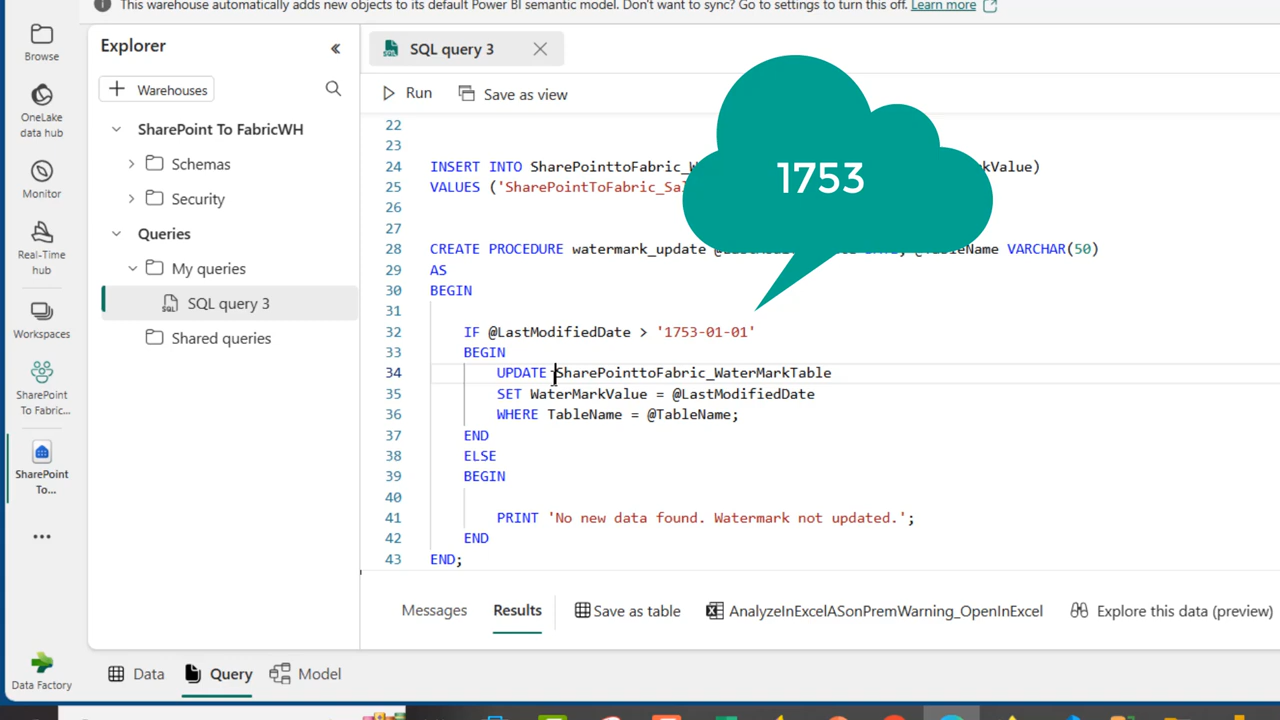 This warehouse automatically adds new objects to its default Power BI semantic model. Don't want to sync? Go to settings to turn this off. Learn more
Browse
OneLake
data hub
Monitor
Real-Time
hub
Workspaces
SharePoint
To Fabric...
SharePoint
To...
Data Factory
Explorer
Warehouses
SharePoint To FabricWH
Schemas
Security
Queries
My queries
SQL query 3
Shared queries
SQL query 3
Run
Save as view
1753
22
23
24 INSERT INTO SharePointtoFabric_
25 VALUES ('SharePointToFabric_Sal
26
27
28 CREATE PROCEDURE watermark_update @TableName VARCHAR(50)
29 AS
30 BEGIN
31
32 IF @LastModifiedDate > '1753-01-01'
33 BEGIN
34 UPDATE SharePointtoFabric_WaterMarkTable
35 SET WaterMarkValue = @LastModifiedDate
36 WHERE TableName = @TableName;
37 END
38 ELSE
39 BEGIN
40
41 PRINT 'No new data found. Watermark not updated.';
42 END
43 END;
Messages Results Save as table AnalyzeInExcelASonPremWarning_OpenInExcel Explore this data (preview)
Data Query Model